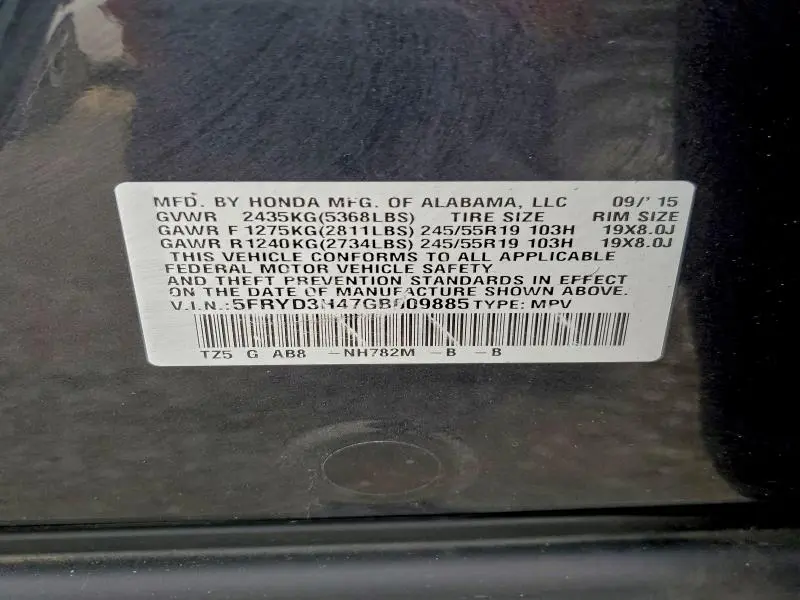 MFD. BY HONDA MFG. OF ALABAMA, LLC 09/15
GVWR 2435KG(5368LBS) TIRE SIZE RIM SIZE
GAWR F 1275KG(2811LBS) 245/55R19 103H 19X8.0J
GAWR R 1240KG(2734LBS) 245/55R19 103H 19X8.0J
THIS VEHICLE CONFORMS TO ALL APPLICABLE
FEDERAL MOTOR VEHICLE SAFETY
AND THEFT PREVENTION STANDARDS IN EFFECT
ON THE DATE OF MANUFACTURE SHOWN ABOVE.
V.I.N.: TYPE: MPV
TZ5 G AB8 -NH782M -B -B